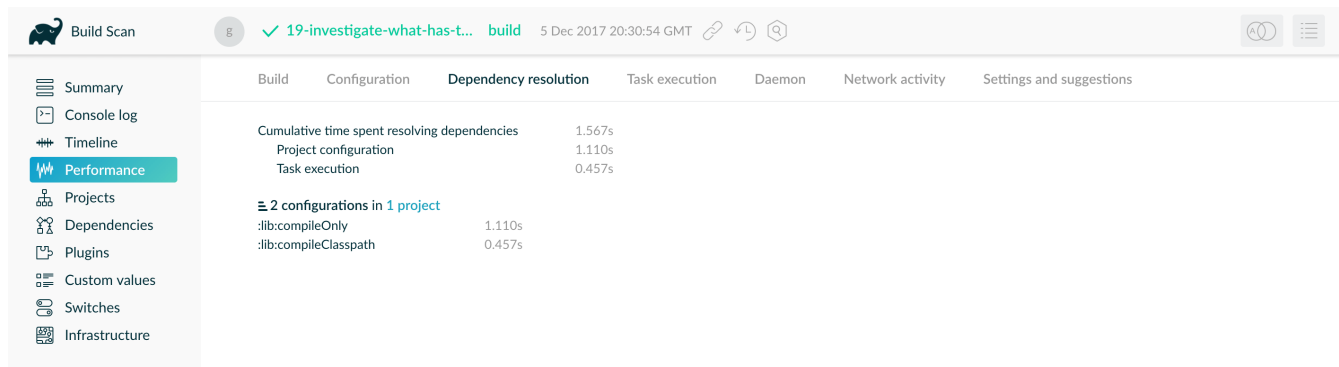 Build Scan
g 19-investigate-what-has-t... build 5 Dec 2017 20:30:54 GMT
Summary
Console log
Timeline
Performance
Projects
Dependencies
Plugins
Custom values
Switches
Infrastructure
Build Configuration Dependency resolution Task execution Daemon Network activity Settings and suggestions
Cumulative time spent resolving dependencies 1.567s
Project configuration 1.110s
Task execution 0.457s
2 configurations in 1 project
:lib:compileOnly 1.110s
:lib:compileClasspath 0.457s